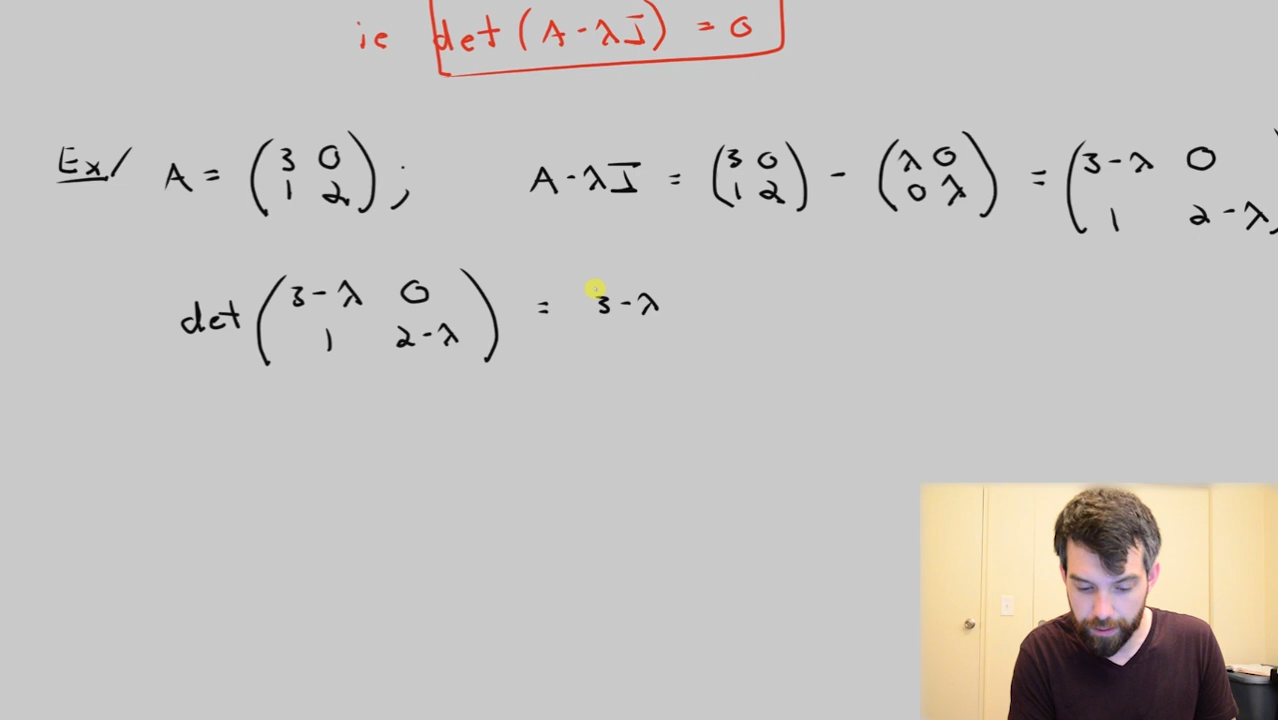 ie det (A - λI) = 0
Ex/ A = (3 0; 1 2) ; A - λI = (3 0; 1 2) - (λ 0; 0 λ) = (3-λ 0; 1 2-λ)
det (3-λ 0; 1 2-λ) = 3-λ